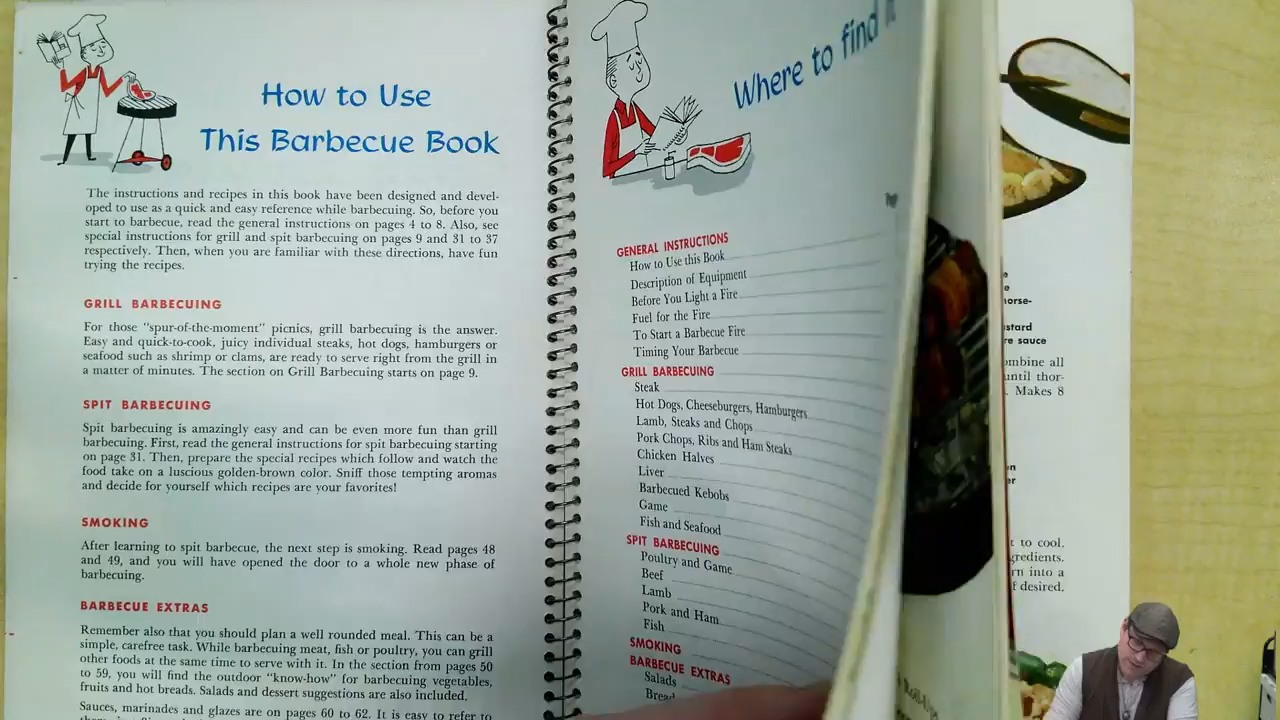 How to Use
This Barbecue Book
The instructions and recipes in this book have been designed and devel-
oped to use as a quick and easy reference while barbecuing. So, before you
start to barbecue, read the general instructions on pages 4 to 8. Also, see
special instructions for grill and spit barbecuing on pages 9 and 31 to 37
respectively. Then, when you are familiar with these directions, have fun
trying the recipes.
GRILL BARBECUING
For those "spur-of-the-moment" picnics, grill barbecuing is the answer.
Easy and quick-to-cook, juicy individual steaks, hot dogs, hamburgers or
seafood such as shrimp or clams, are ready to serve right from the grill in
a matter of minutes. The section on Grill Barbecuing starts on page 9.
SPIT BARBECUING
Spit barbecuing is amazingly easy and can be even more fun than grill
barbecuing. First, read the general instructions for spit barbecuing starting
on page 31. Then, prepare the special recipes which follow and watch the
food take on a luscious golden-brown color. Sniff those tempting aromas
and decide for yourself which recipes are your favorites!
SMOKING
After learning to spit barbecue, the next step is smoking. Read pages 48
and 49, and you will have opened the door to a whole new phase of
barbecuing.
BARBECUE EXTRAS
Remember also that you should plan a well rounded meal. This can be a
simple, carefree task. While barbecuing meat, fish or poultry, you can grill
other foods at the same time to serve with it. In the section from pages 50
to 59, you will find the outdoor "know-how" for barbecuing vegetables,
fruits and hot breads. Salads and dessert suggestions are also included.
Sauces, marinades and glazes are on pages 60 to 62. It is easy to refer to
Where to find it
GENERAL INSTRUCTIONS
How to Use this Book
Description of Equipment
Before You Light a Fire
Fuel for the Fire
To Start a Barbecue Fire
Timing Your Barbecue
GRILL BARBECUING
Steak
Hot Dogs, Cheeseburgers, Hamburgers
Lamb, Steaks and Chops
Pork Chops, Ribs and Ham Steaks
Chicken Halves
Liver
Barbecued Kebobs
Game
Fish and Seafood
SPIT BARBECUING
Poultry and Game
Beef
Lamb
Pork and Ham
Fish
SMOKING
BARBECUE EXTRAS
Salads
Bread
e
e
horse-
ustard
re sauce
ombine all
until thor-
. Makes 8
n
er
t to cool.
gredients.
rn into a
f desired.